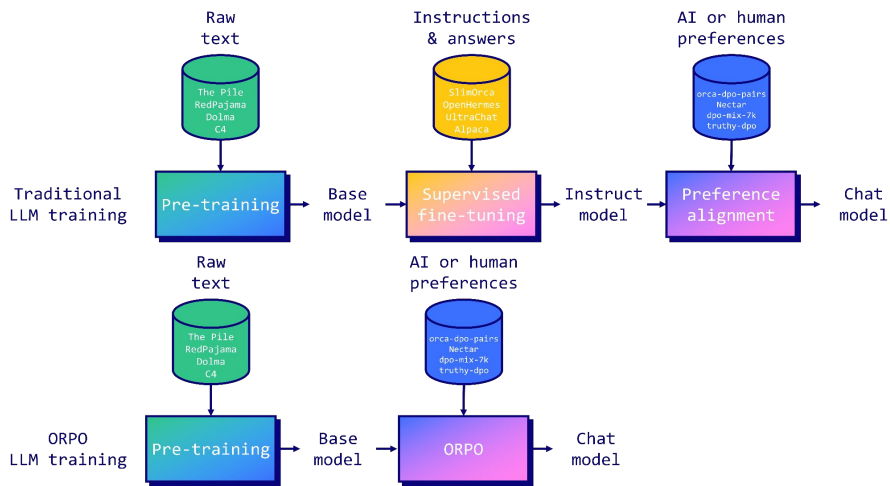 Raw
text
Instructions
& answers
AI or human
preferences
The Pile
RedPajama
Dolma
C4
SlimOrca
OpenHermes
UltraChat
Alpaca
orca-dpo-pairs
Nectar
dpo-mix-7k
truthy-dpo
Traditional
LLM training
Pre-training
Base
model
Supervised
fine-tuning
Instruct
model
Preference
alignment
Chat
model
Raw
text
AI or human
preferences
The Pile
RedPajama
Dolma
C4
orca-dpo-pairs
Nectar
dpo-mix-7k
truthy-dpo
ORPO
LLM training
Pre-training
Base
model
ORPO
Chat
model